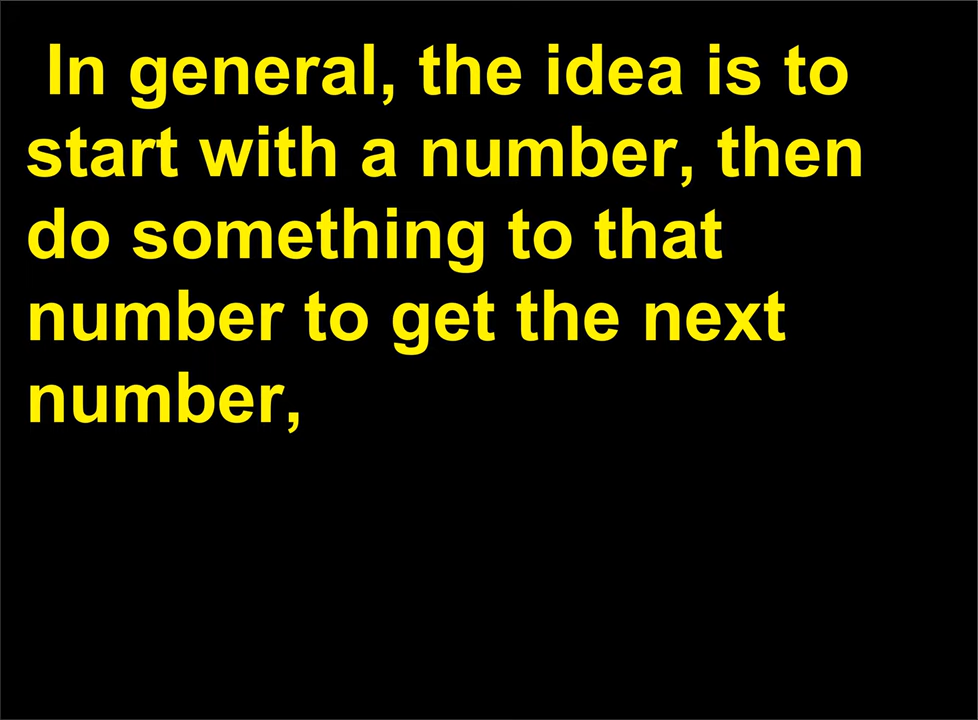 In general, the idea is to
start with a number, then
do something to that
number to get the next
number,